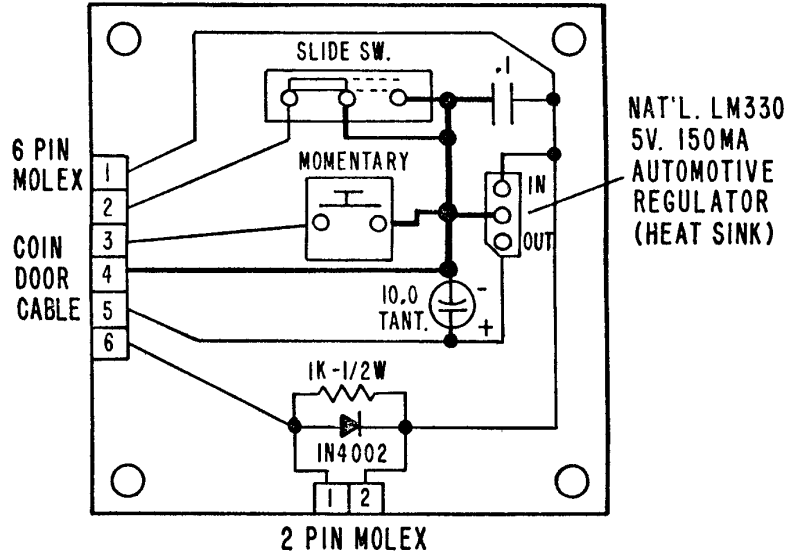 SLIDE SW.
.1
NAT'L. LM330
5V. 150MA
AUTOMOTIVE
REGULATOR
(HEAT SINK)
6 PIN
MOLEX
MOMENTARY
1
2
3
4
5
6
IN
OUT
COIN
DOOR
CABLE
10.0
TANT.
-
+
1K-1/2W
1N4002
1
2
2 PIN MOLEX